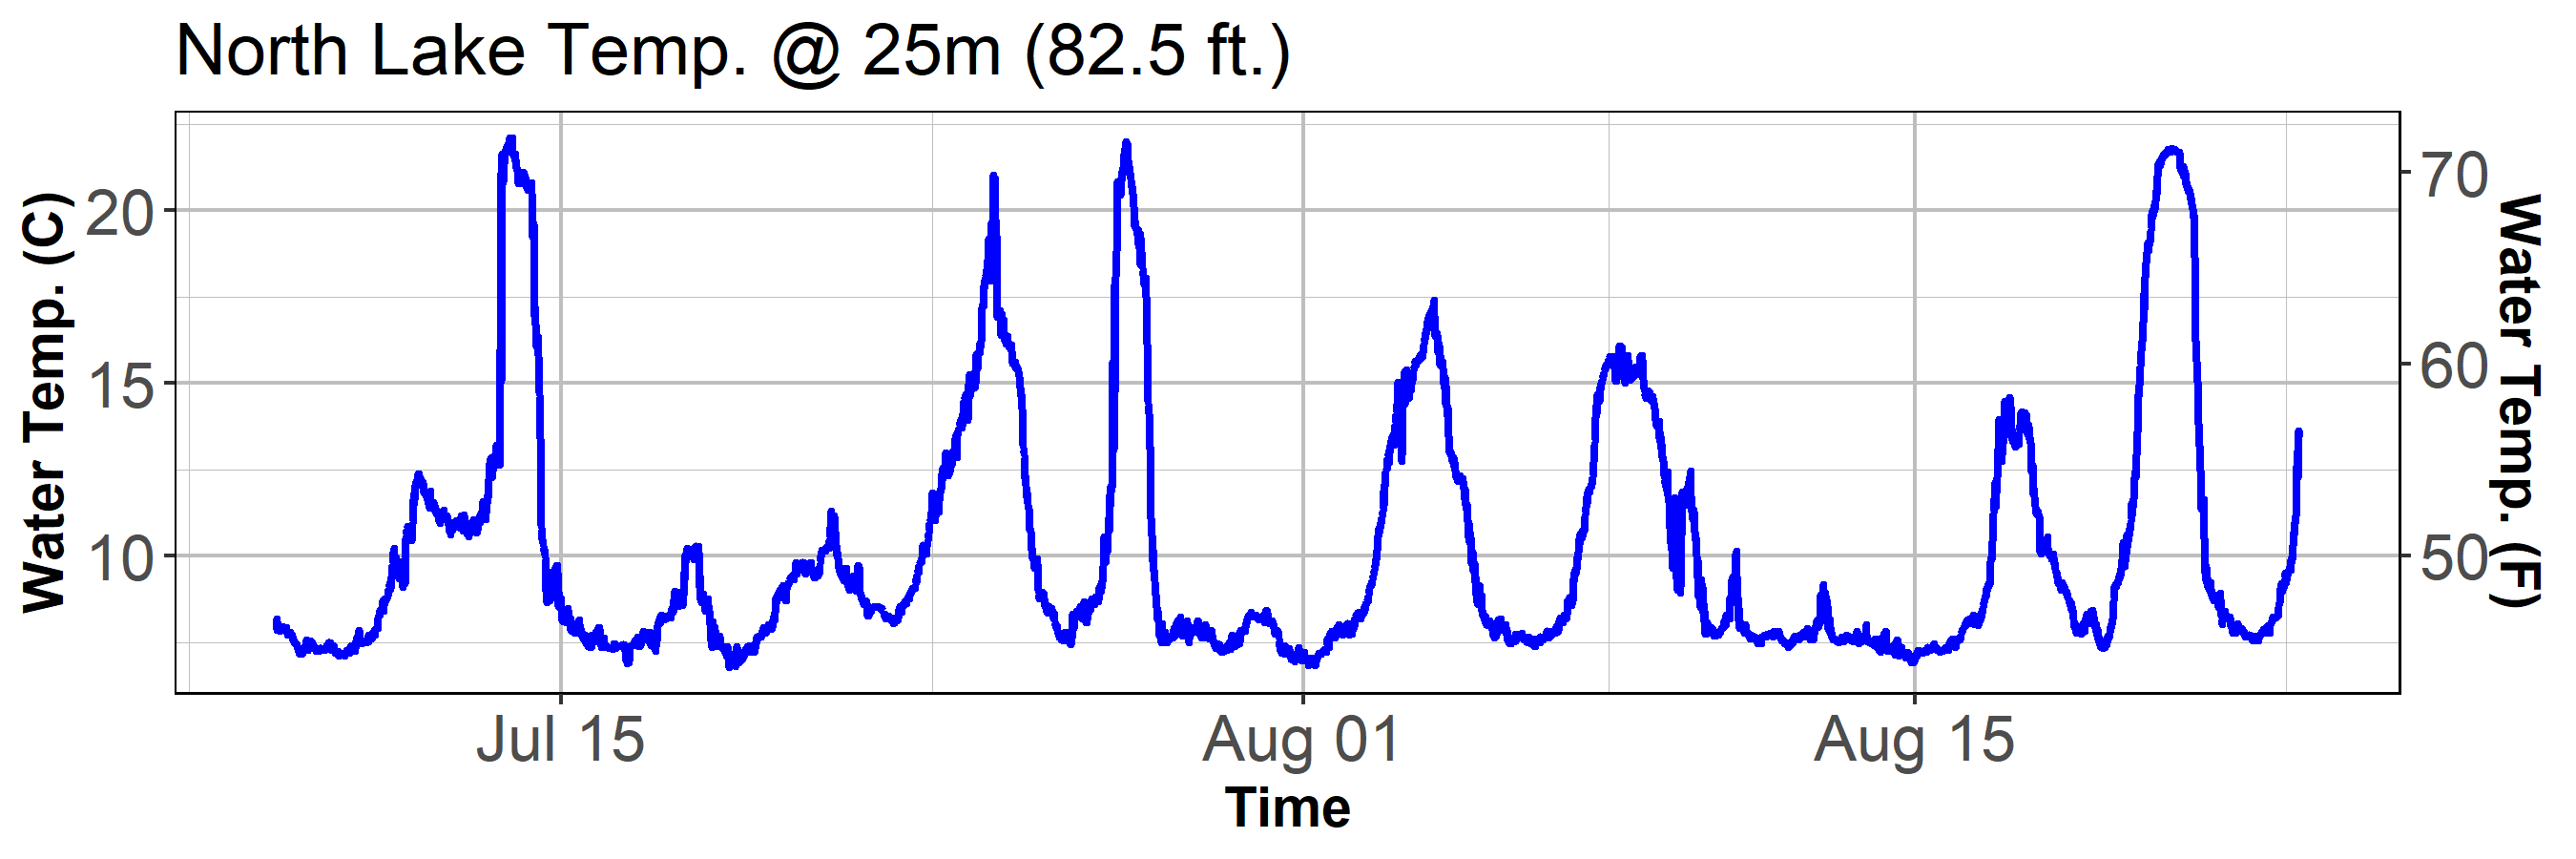 North Lake Temp. @ 25m (82.5 ft.)
Water Temp. (C)
20
15
10
70
60
50
Water Temp. (F)
Jul 15
Aug 01
Aug 15
Time